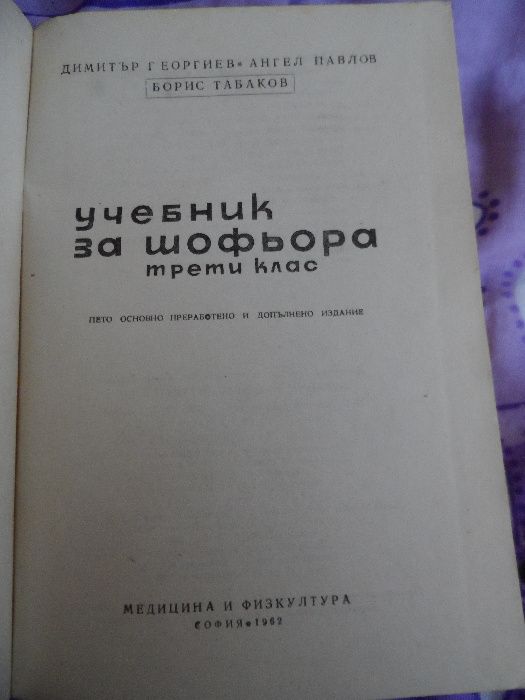 ДИМИТЪР ГЕОРГИЕВ • АНГЕЛ ПАВЛОВ
БОРИС ТАБАКОВ
учебник
за шофьора
трети клас
ПЕТО ОСНОВНО ПРЕРАБОТЕНО И ДОПЪЛНЕНО ИЗДАНИЕ
МЕДИЦИНА И ФИЗКУЛТУРА
СОФИЯ • 1962